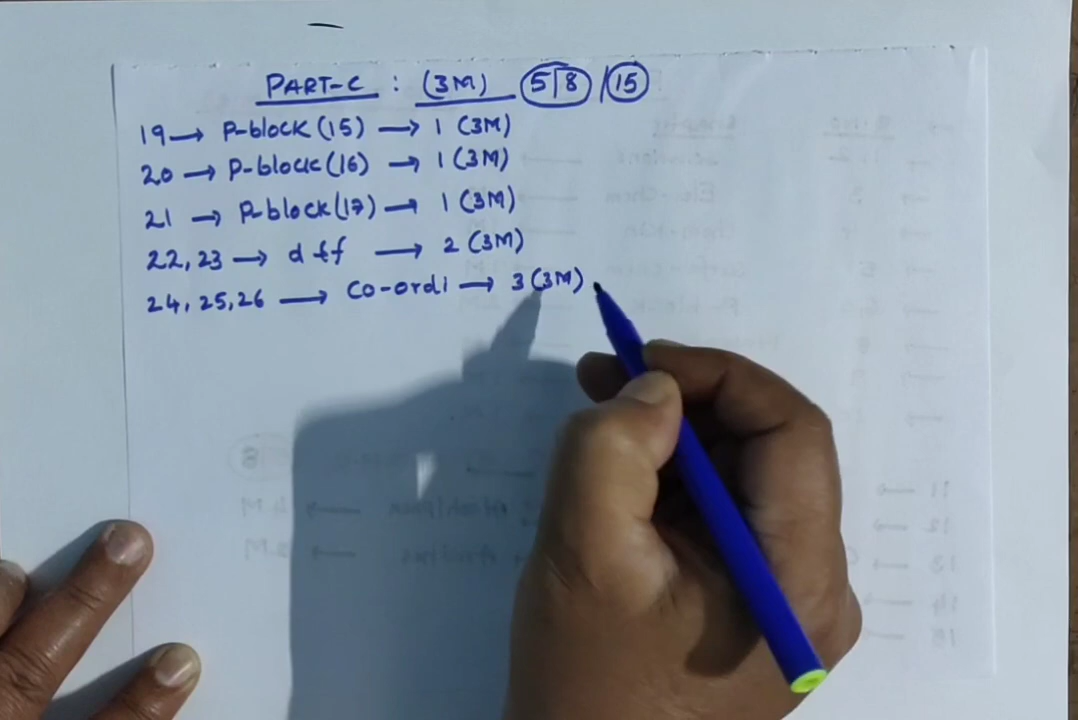 PART-C : (3M) 5/8 /15
19 → P-block (15) → 1 (3M)
20 → P-block (16) → 1 (3M)
21 → P-block (17) → 1 (3M)
22, 23 → d ff → 2 (3M)
24, 25, 26 → Co-ordi → 3 (3M)